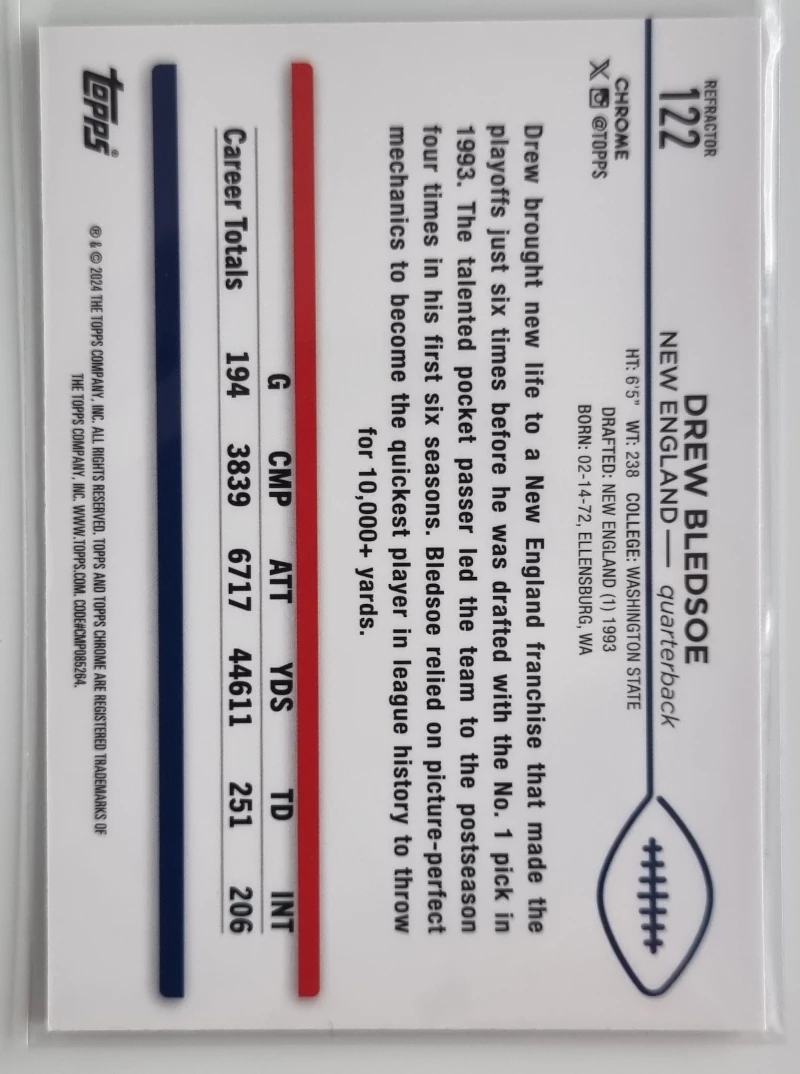 REFRACTOR
122
DREW BLEDSOE
NEW ENGLAND — quarterback
CHROME
@TOPPS
HT: 6'5" WT: 238 COLLEGE: WASHINGTON STATE
DRAFTED: NEW ENGLAND (1) 1993
BORN: 02-14-72, ELLENSBURG, WA
Drew brought new life to a New England franchise that made the
playoffs just six times before he was drafted with the No. 1 pick in
1993. The talented pocket passer led the team to the postseason
four times in his first six seasons. Bledsoe relied on picture-perfect
mechanics to become the quickest player in league history to throw
for 10,000+ yards.
G CMP ATT YDS TD INT
Career Totals 194 3839 6717 44611 251 206
topps®
® & © 2024 THE TOPPS COMPANY, INC. ALL RIGHTS RESERVED. TOPPS AND TOPPS CHROME ARE REGISTERED TRADEMARKS OF
THE TOPPS COMPANY, INC. WWW.TOPPS.COM. CODE#CMP085264.